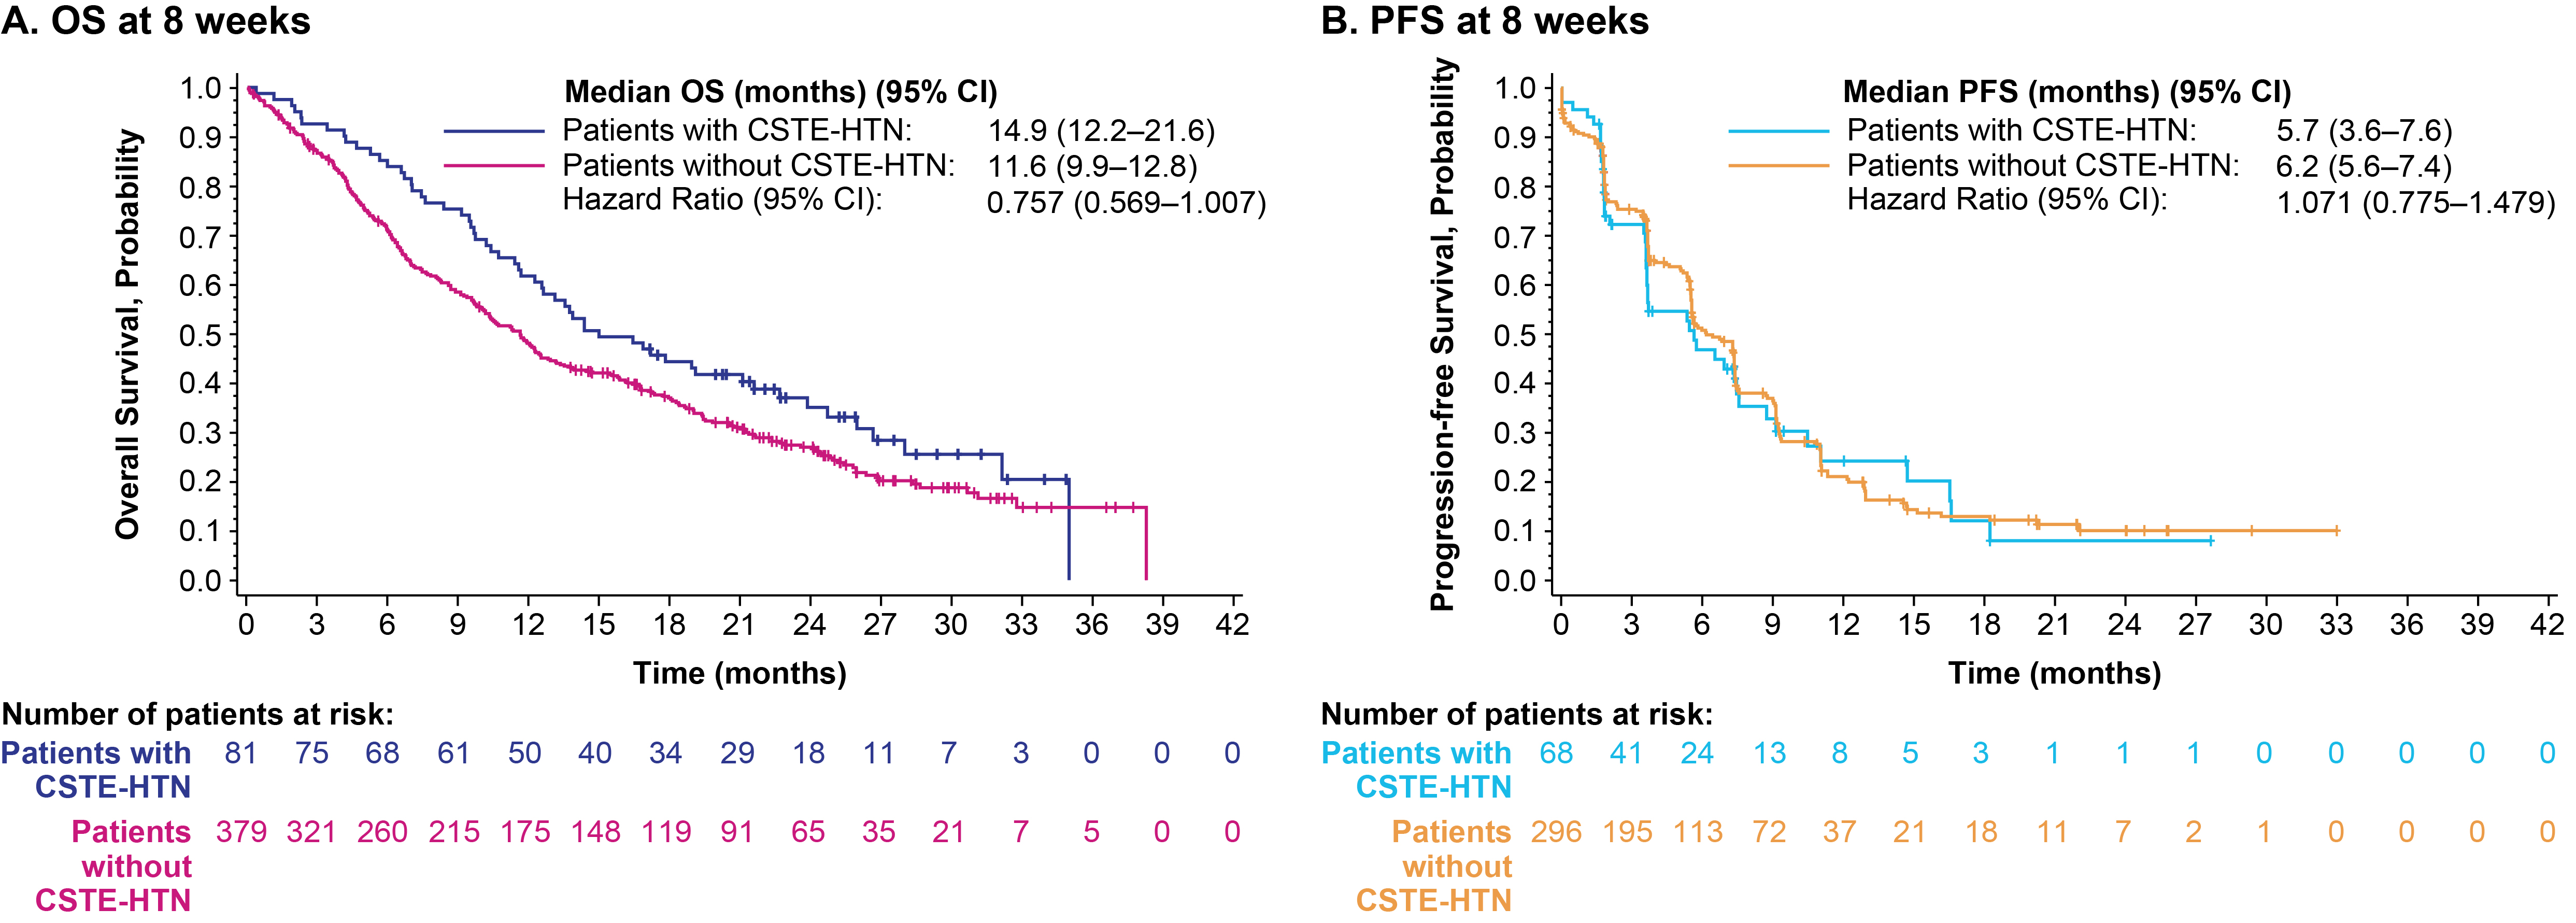 A. OS at 8 weeks
Overall Survival, Probability
1.0
0.9
0.8
0.7
0.6
0.5
0.4
0.3
0.2
0.1
0.0
Median OS (months) (95% CI)
Patients with CSTE-HTN: 14.9 (12.2–21.6)
Patients without CSTE-HTN: 11.6 (9.9–12.8)
Hazard Ratio (95% CI): 0.757 (0.569–1.007)
0 3 6 9 12 15 18 21 24 27 30 33 36 39 42
Time (months)
Number of patients at risk:
Patients with 81 75 68 61 50 40 34 29 18 11 7 3 0 0 0
CSTE-HTN
Patients 379 321 260 215 175 148 119 91 65 35 21 7 5 0 0
without
CSTE-HTN
B. PFS at 8 weeks
Progression-free Survival, Probability
1.0
0.9
0.8
0.7
0.6
0.5
0.4
0.3
0.2
0.1
0.0
Median PFS (months) (95% CI)
Patients with CSTE-HTN: 5.7 (3.6–7.6)
Patients without CSTE-HTN: 6.2 (5.6–7.4)
Hazard Ratio (95% CI): 1.071 (0.775–1.479)
0 3 6 9 12 15 18 21 24 27 30 33 36 39 42
Time (months)
Number of patients at risk:
Patients with 68 41 24 13 8 5 3 1 1 1 0 0 0 0 0
CSTE-HTN
Patients 296 195 113 72 37 21 18 11 7 2 1 0 0 0 0
without
CSTE-HTN